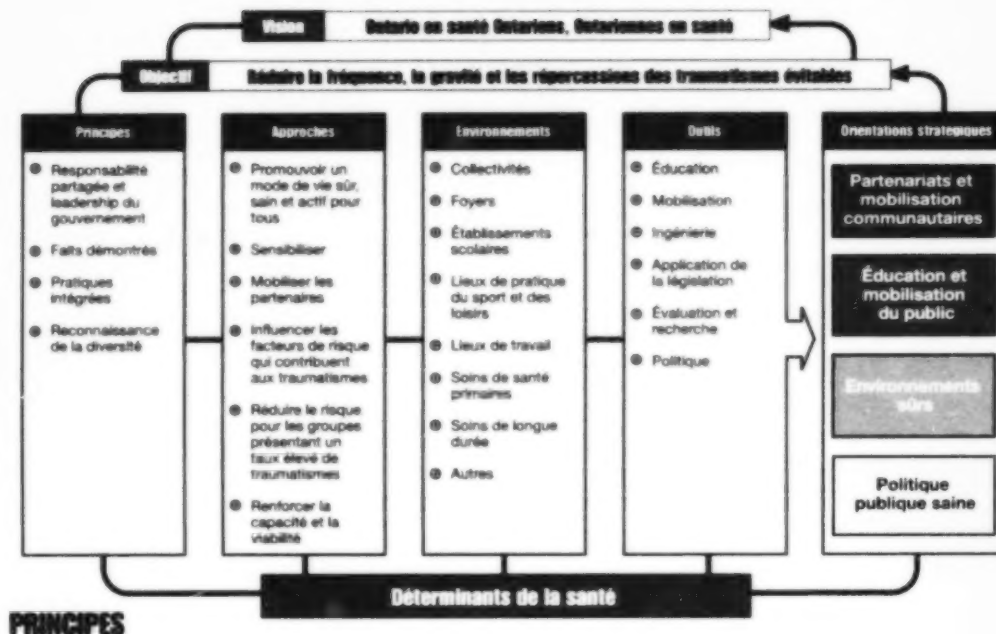 Vision
Ontario en santé Ontariens, Ontariennes en santé
Objectif
Réduire la fréquence, la gravité et les répercussions des traumatismes évitables
Principes
Responsabilité
partagée et
leadership du
gouvernement
Faits démontrés
Pratiques
intégrées
Reconnaissance
de la diversité
Approches
Promouvoir un
mode de vie sûr,
sain et actif pour
tous
Sensibiliser
Mobiliser les
partenaires
Influencer les
facteurs de risque
qui contribuent
aux traumatismes
Réduire le risque
pour les groupes
présentant un
faux élevé de
traumatismes
Renforcer la
capacité et la
viabilité
Environnements
Collectivités
Foyers
Établissements
scolaires
Lieux de pratique
du sport et des
loisirs
Lieux de travail
Soins de santé
primaires
Soins de longue
durée
Autres
Outils
Éducation
Mobilisation
Ingénierie
Application de
la législation
Évaluation et
recherche
Politique
Orientations stratégiques
Partenariats et
mobilisation
communautaires
Éducation et
mobilisation
du public
Environnements
sûrs
Politique
publique saine
Déterminants de la santé
PRINCIPES